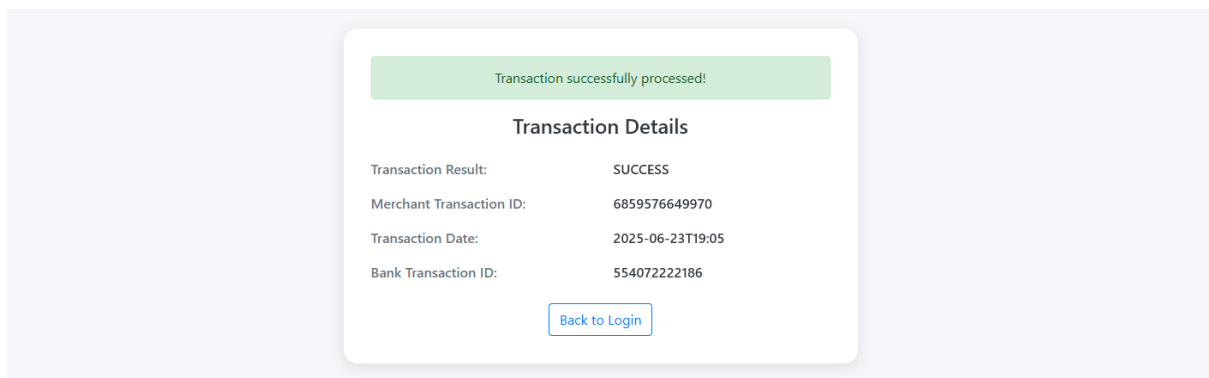 Transaction successfully processed!
Transaction Details
Transaction Result: SUCCESS
Merchant Transaction ID: 6859576649970
Transaction Date: 2025-06-23T19:05
Bank Transaction ID: 554072222186
Back to Login